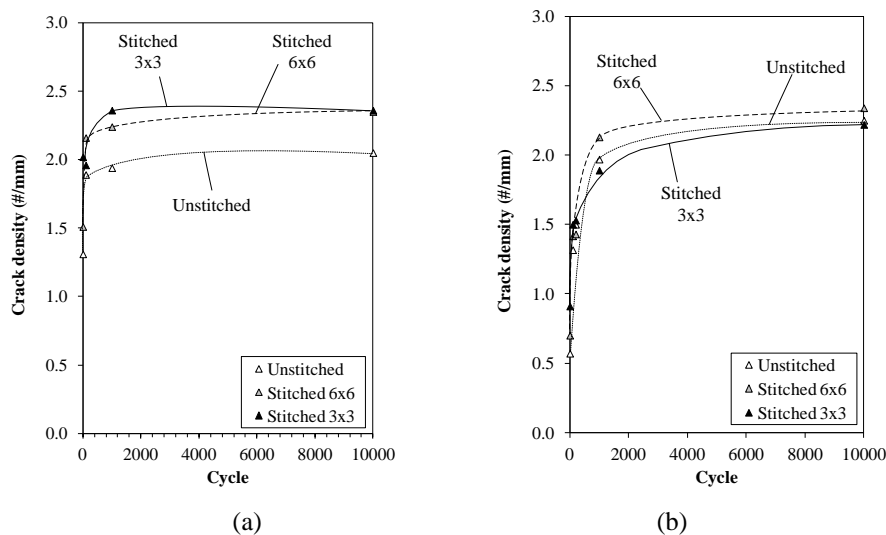 3.0
2.5
2.0
1.5
1.0
0.5
0.0
Crack density (#/mm)
Stitched
3x3
Stitched
6x6
Unstitched
Unstitched
Stitched 6x6
Stitched 3x3
0 2000 4000 6000 8000 10000
Cycle
(a)
3.0
2.5
2.0
1.5
1.0
0.5
0.0
Crack density (#/mm)
Stitched
6x6
Unstitched
Stitched
3x3
Unstitched
Stitched 6x6
Stitched 3x3
0 2000 4000 6000 8000 10000
Cycle
(b)